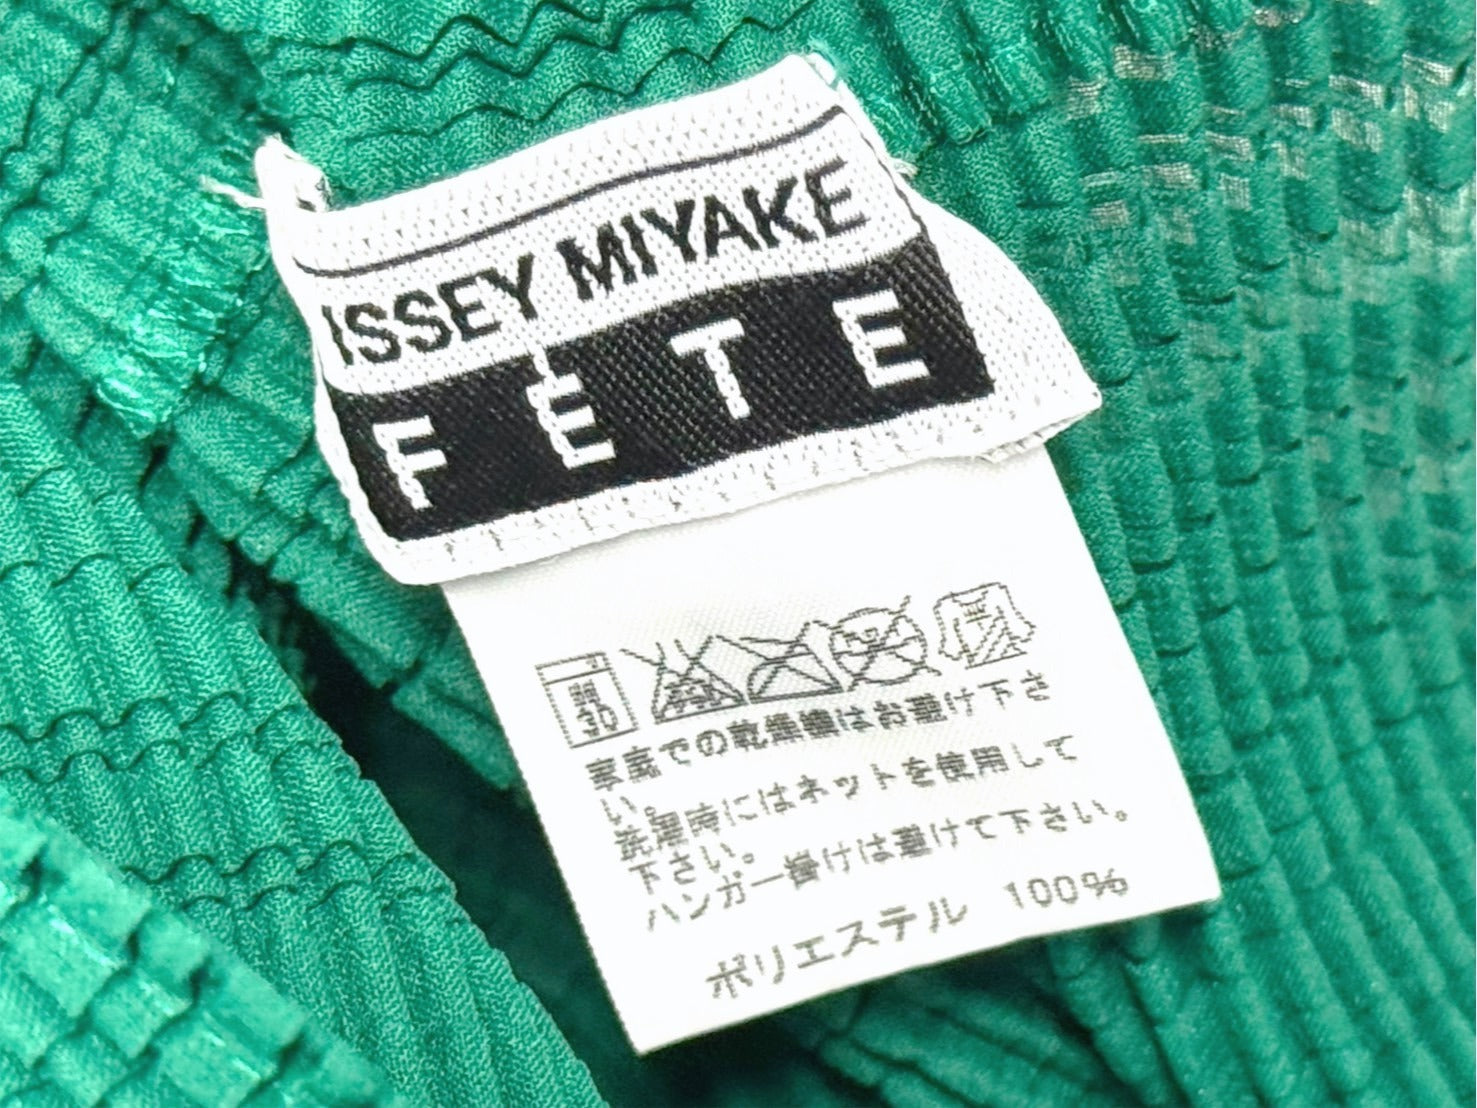 ISSEY MIYAKE
FÉTE
30
家庭での乾燥機はお避け下さ
い。
洗濯時にはネットを使用して
下さい。
ハンガー掛けは避けて下さい。
ポリエステル 100%